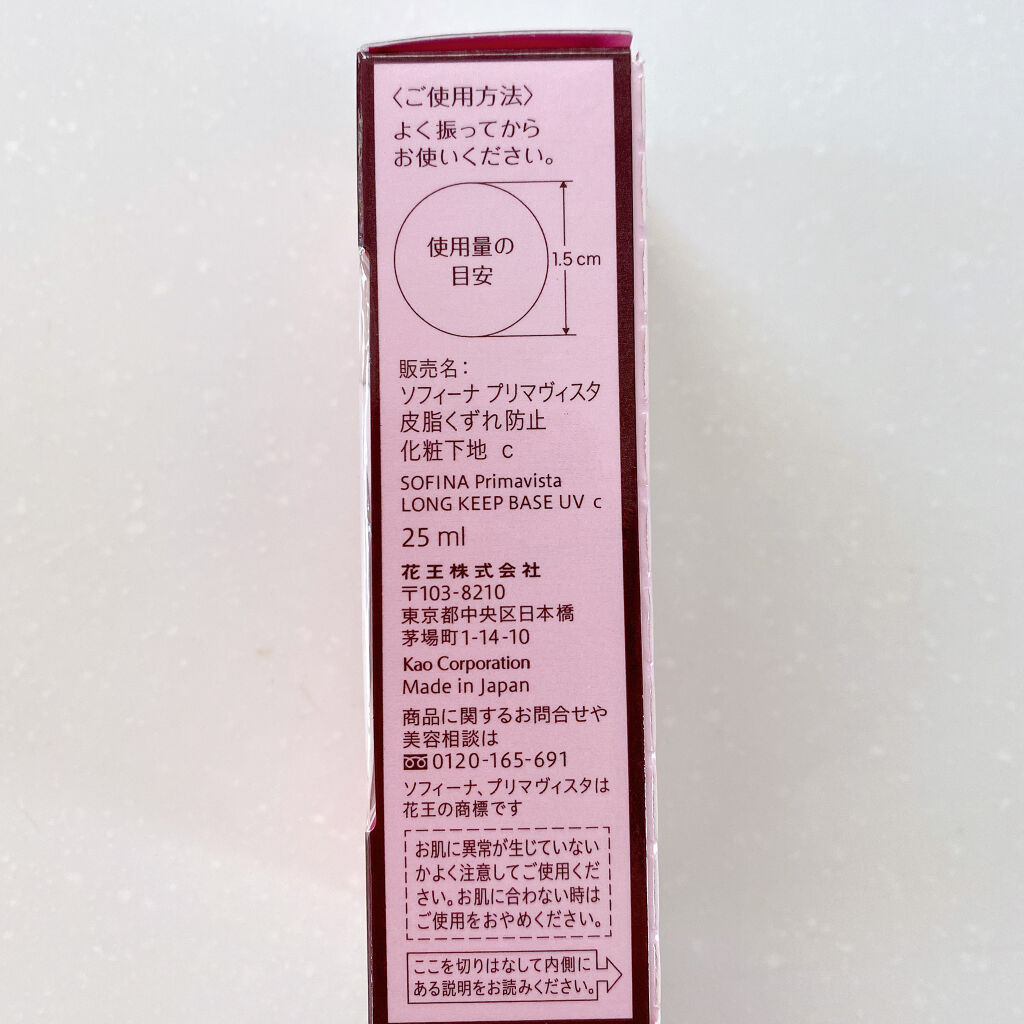 〈ご使用方法〉
よく振ってから
お使いください。
使用量の
目安
1.5 cm
販売名：
ソフィーナ プリマヴィスタ
皮脂くずれ防止
化粧下地 c
SOFINA Primavista
LONG KEEP BASE UV c
25 ml
花王株式会社
〒103-8210
東京都中央区日本橋
茅場町1-14-10
Kao Corporation
Made in Japan
商品に関するお問合せや
美容相談は
0120-165-691
ソフィーナ、プリマヴィスタは
花王の商標です
お肌に異常が生じていない
かよく注意してご使用くだ
さい。お肌に合わない時は
ご使用をおやめください。
ここを切りはなして内側に
ある説明をお読みください。